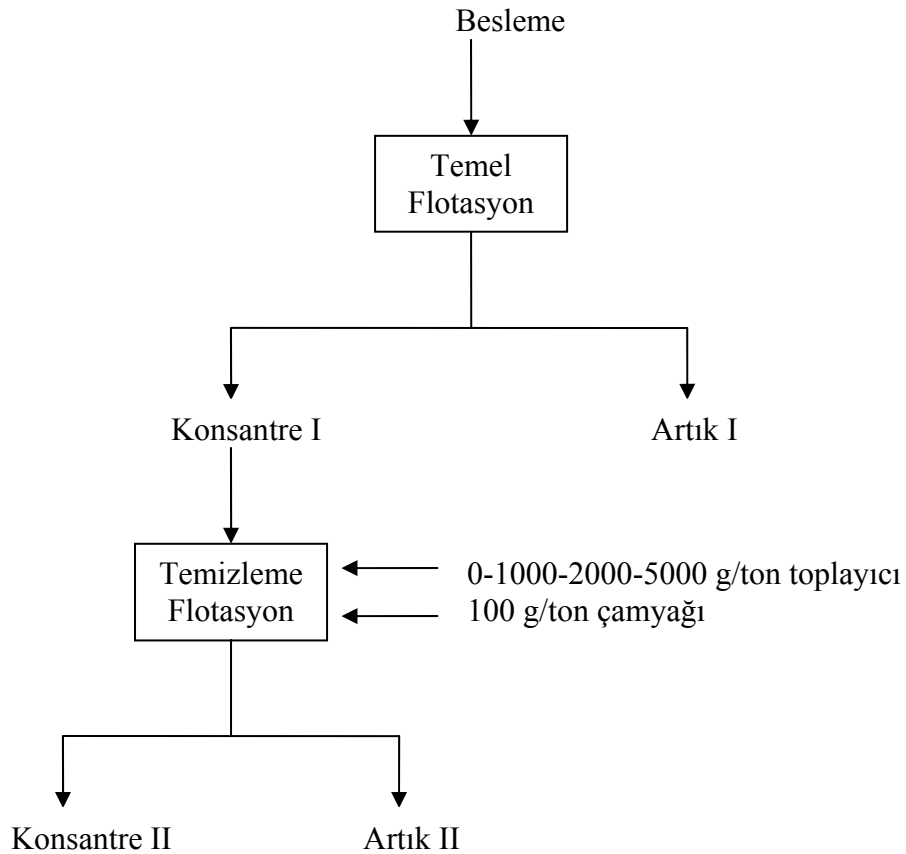 Besleme
Temel
Flotasyon
Konsantre I
Artık I
Temizleme
Flotasyon
0-1000-2000-5000 g/ton toplayıcı
100 g/ton çamyağı
Konsantre II
Artık II